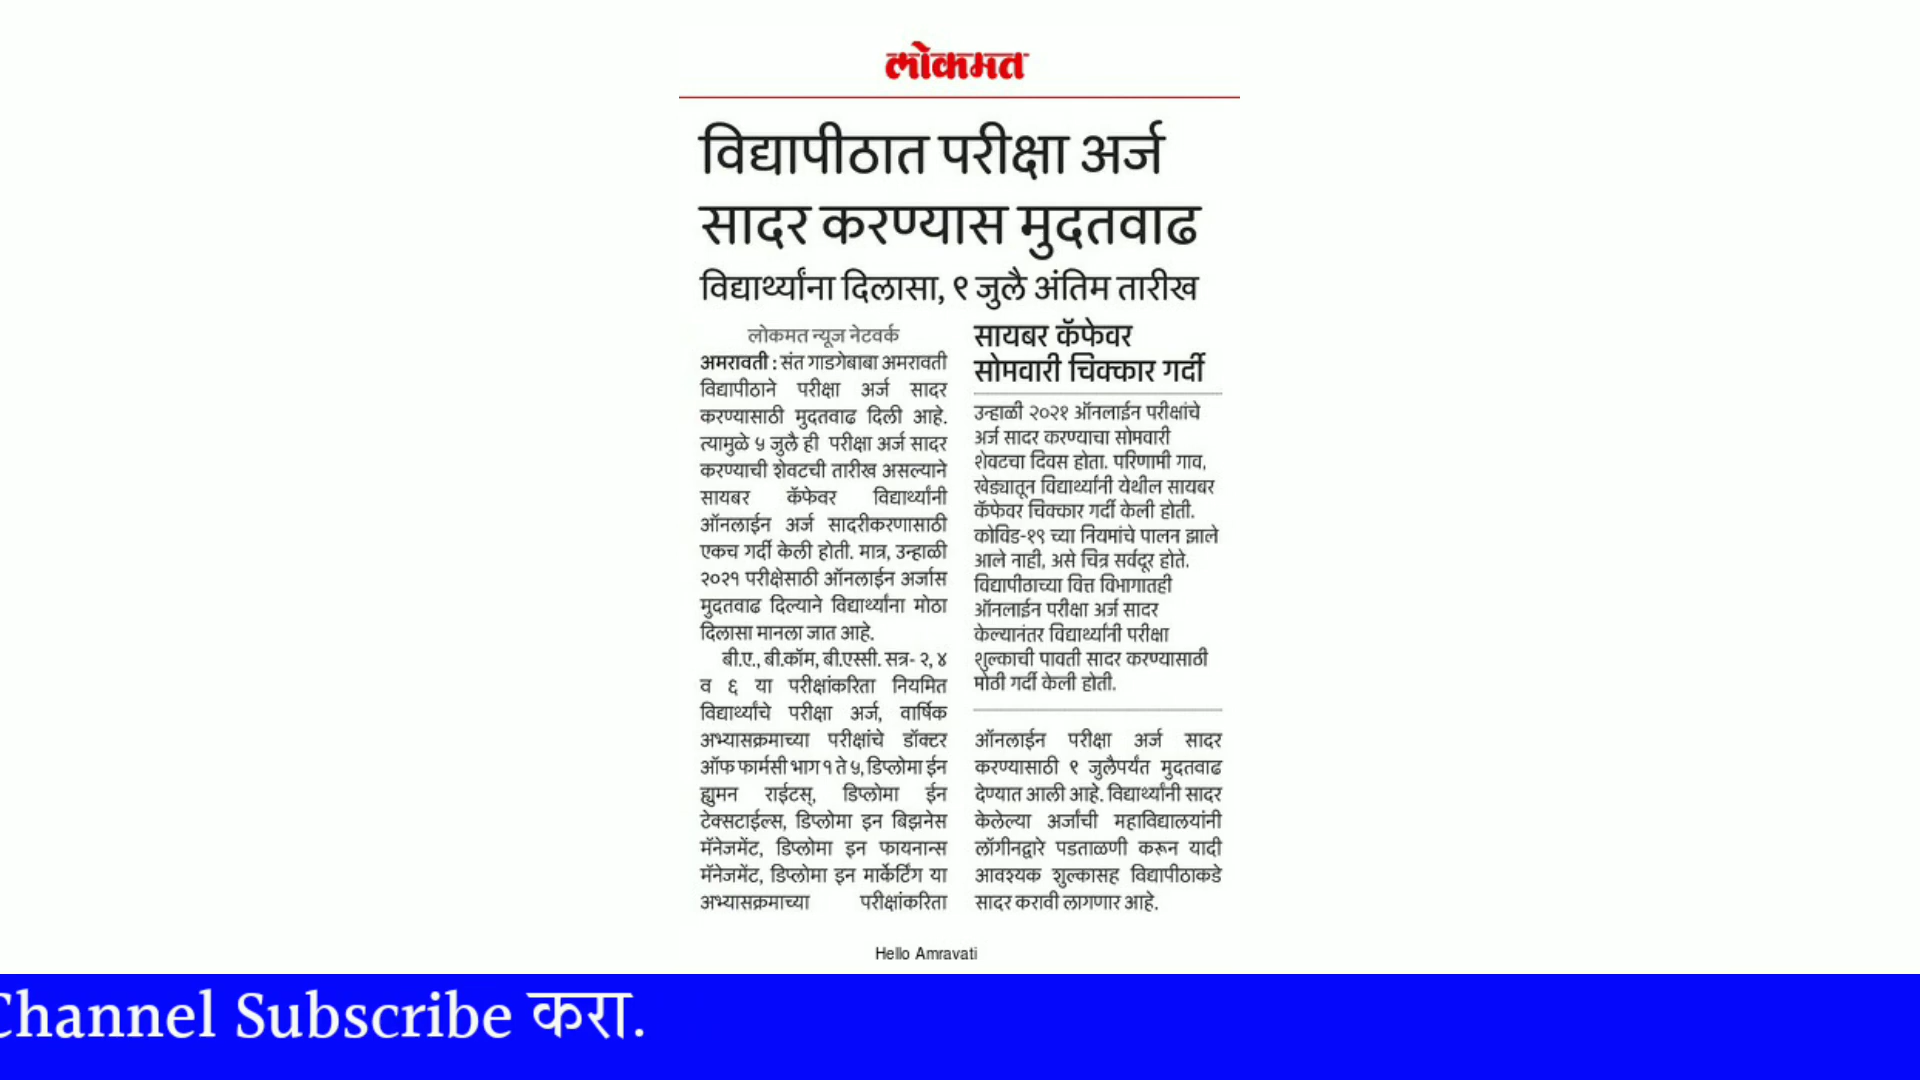 लोकमत
विद्यापीठात परीक्षा अर्ज
सादर करण्यास मुदतवाढ
विद्यार्थ्यांना दिलासा, ९ जुलै अंतिम तारीख
लोकमत न्यूज नेटवर्क
अमरावती : संत गाडगेबाबा अमरावती
विद्यापीठाने परीक्षा अर्ज सादर
करण्यासाठी मुदतवाढ दिली आहे.
त्यामुळे ५ जुलै ही परीक्षा अर्ज सादर
करण्याची शेवटची तारीख असल्याने
सायबर कॅफेवर विद्यार्थ्यांनी
ऑनलाईन अर्ज सादरीकरणासाठी
एकच गर्दी केली होती. मात्र, उन्हाळी
२०२१ परीक्षेसाठी ऑनलाईन अर्जास
मुदतवाढ दिल्याने विद्यार्थ्यांना मोठा
दिलासा मानला जात आहे.
बी.ए., बी.कॉम, बी.एस्सी. सत्र- २, ४
व ६ या परीक्षांकरिता नियमित
विद्यार्थ्यांचे परीक्षा अर्ज, वार्षिक
अभ्यासक्रमाच्या परीक्षांचे डॉक्टर
ऑफ फार्मसी भाग १ ते ५, डिप्लोमा ईन
ह्युमन राईटस्, डिप्लोमा ईन
टेक्सटाईल्स, डिप्लोमा इन बिझनेस
मॅनेजमेंट, डिप्लोमा इन फायनान्स
मॅनेजमेंट, डिप्लोमा इन मार्केटिंग या
अभ्यासक्रमाच्या परीक्षांकरिता
सायबर कॅफेवर
सोमवारी चिक्कार गर्दी
उन्हाळी २०२१ ऑनलाईन परीक्षांचे
अर्ज सादर करण्याचा सोमवारी
शेवटचा दिवस होता. परिणामी गाव,
खेड्यातून विद्यार्थ्यांनी येथील सायबर
कॅफेवर चिक्कार गर्दी केली होती.
कोविड-१९ च्या नियमांचे पालन झाले
आले नाही, असे चित्र सर्वदूर होते.
विद्यापीठाच्या वित्त विभागातही
ऑनलाईन परीक्षा अर्ज सादर
केल्यानंतर विद्यार्थ्यांनी परीक्षा
शुल्काची पावती सादर करण्यासाठी
मोठी गर्दी केली होती.
ऑनलाईन परीक्षा अर्ज सादर
करण्यासाठी ९ जुलैपर्यंत मुदतवाढ
देण्यात आली आहे. विद्यार्थ्यांनी सादर
केलेल्या अर्जांची महाविद्यालयांनी
लॉगीनद्वारे पडताळणी करून यादी
आवश्यक शुल्कासह विद्यापीठाकडे
सादर करावी लागणार आहे.
Hello Amravati
Channel Subscribe करा.